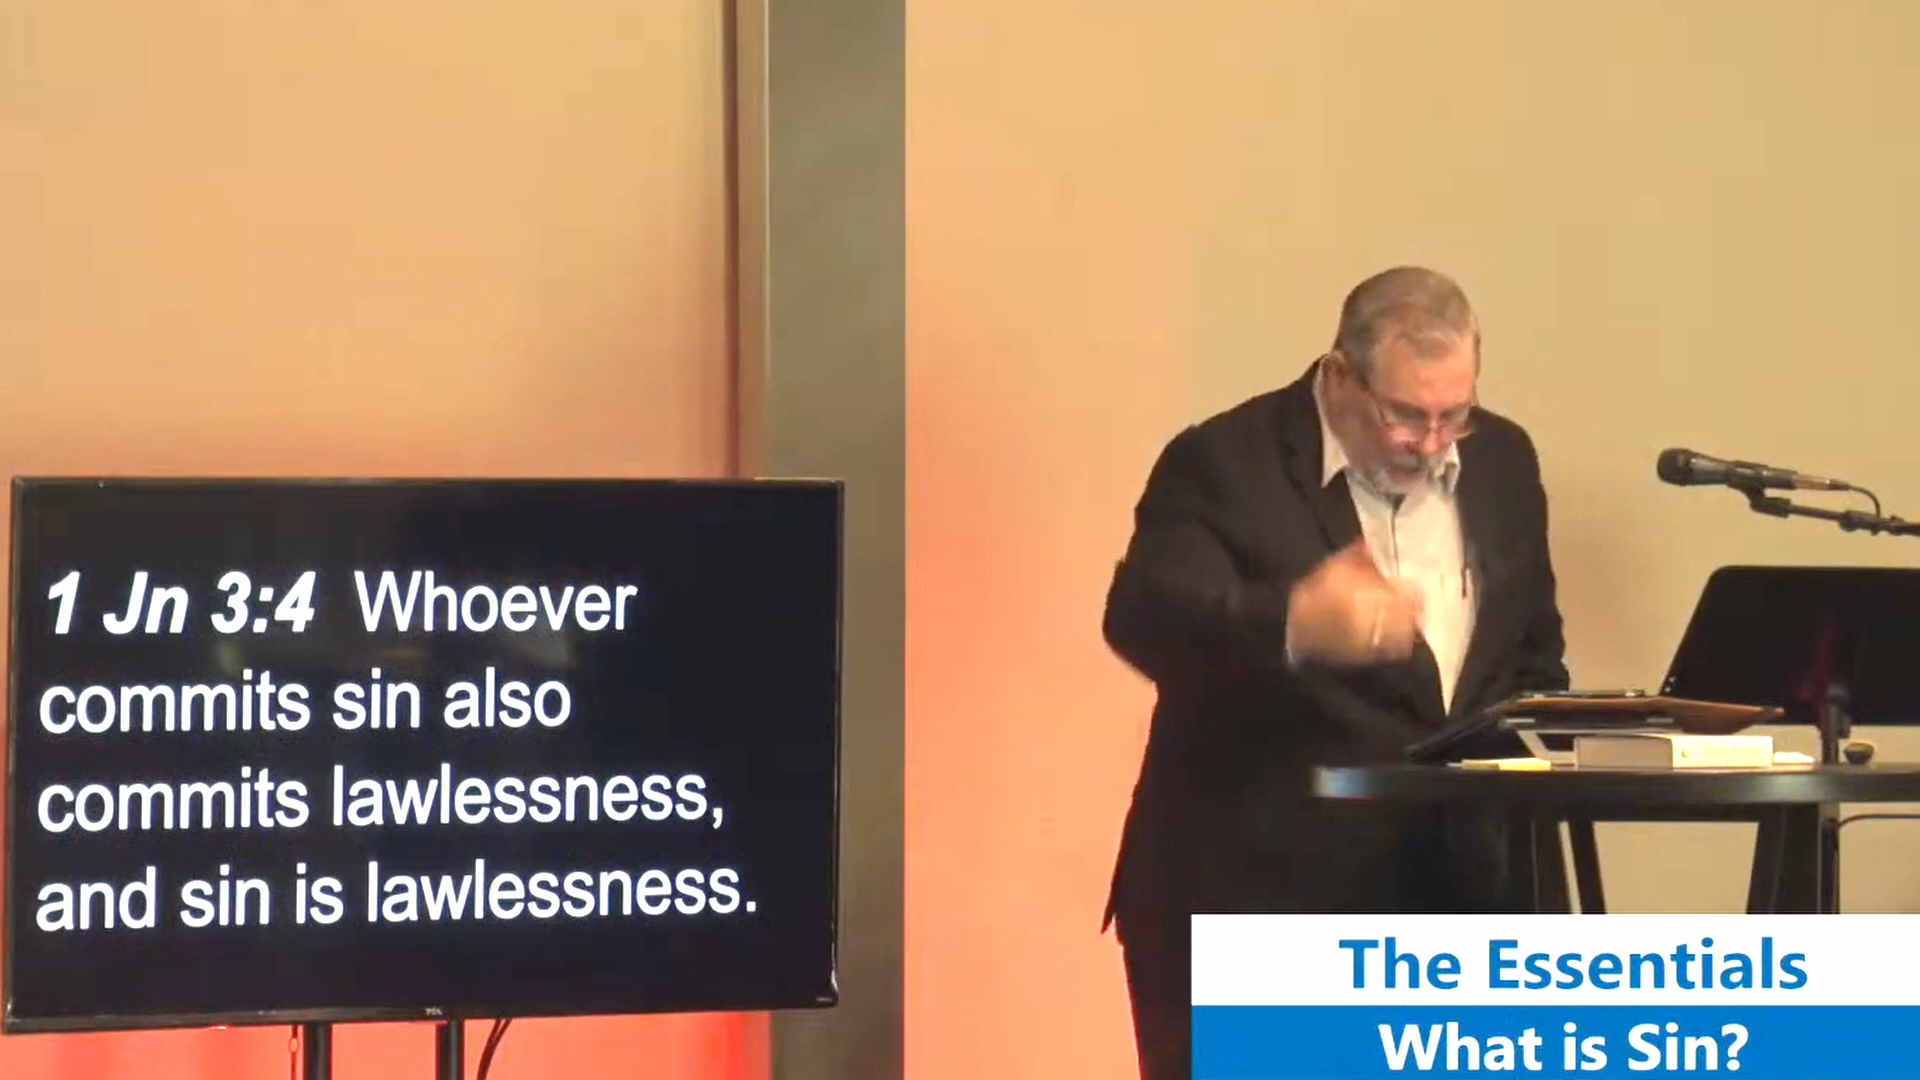 1 Jn 3:4 Whoever
commits sin also
commits lawlessness,
and sin is lawlessness.
TCL
The Essentials
What is Sin?